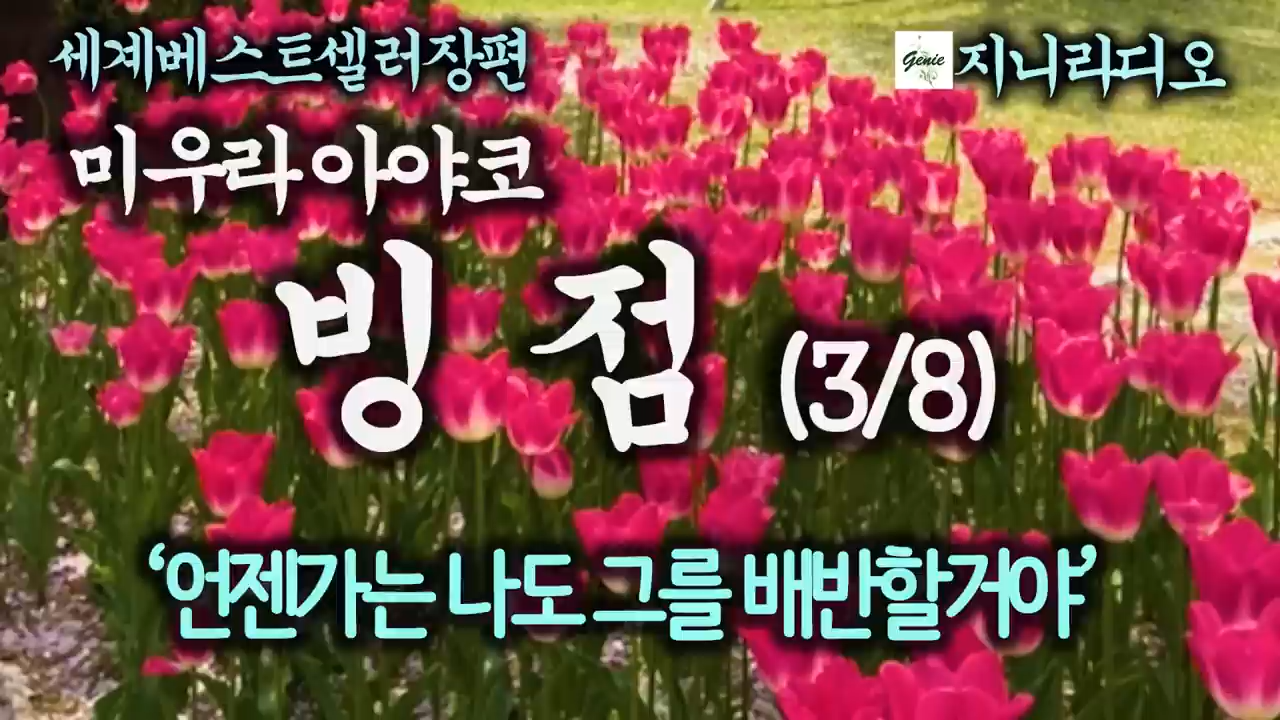 세계베스트셀러장편
Genie 지니라디오
미우라 아야코
빙 점 (3/8)
‘언젠가는 나도 그를 배반할거야’